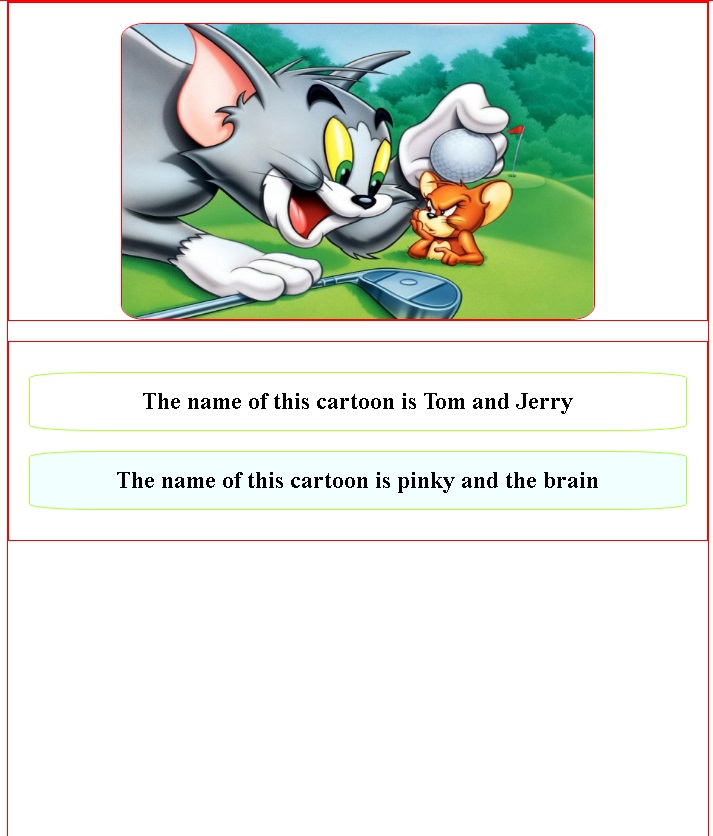 The name of this cartoon is Tom and Jerry
The name of this cartoon is pinky and the brain